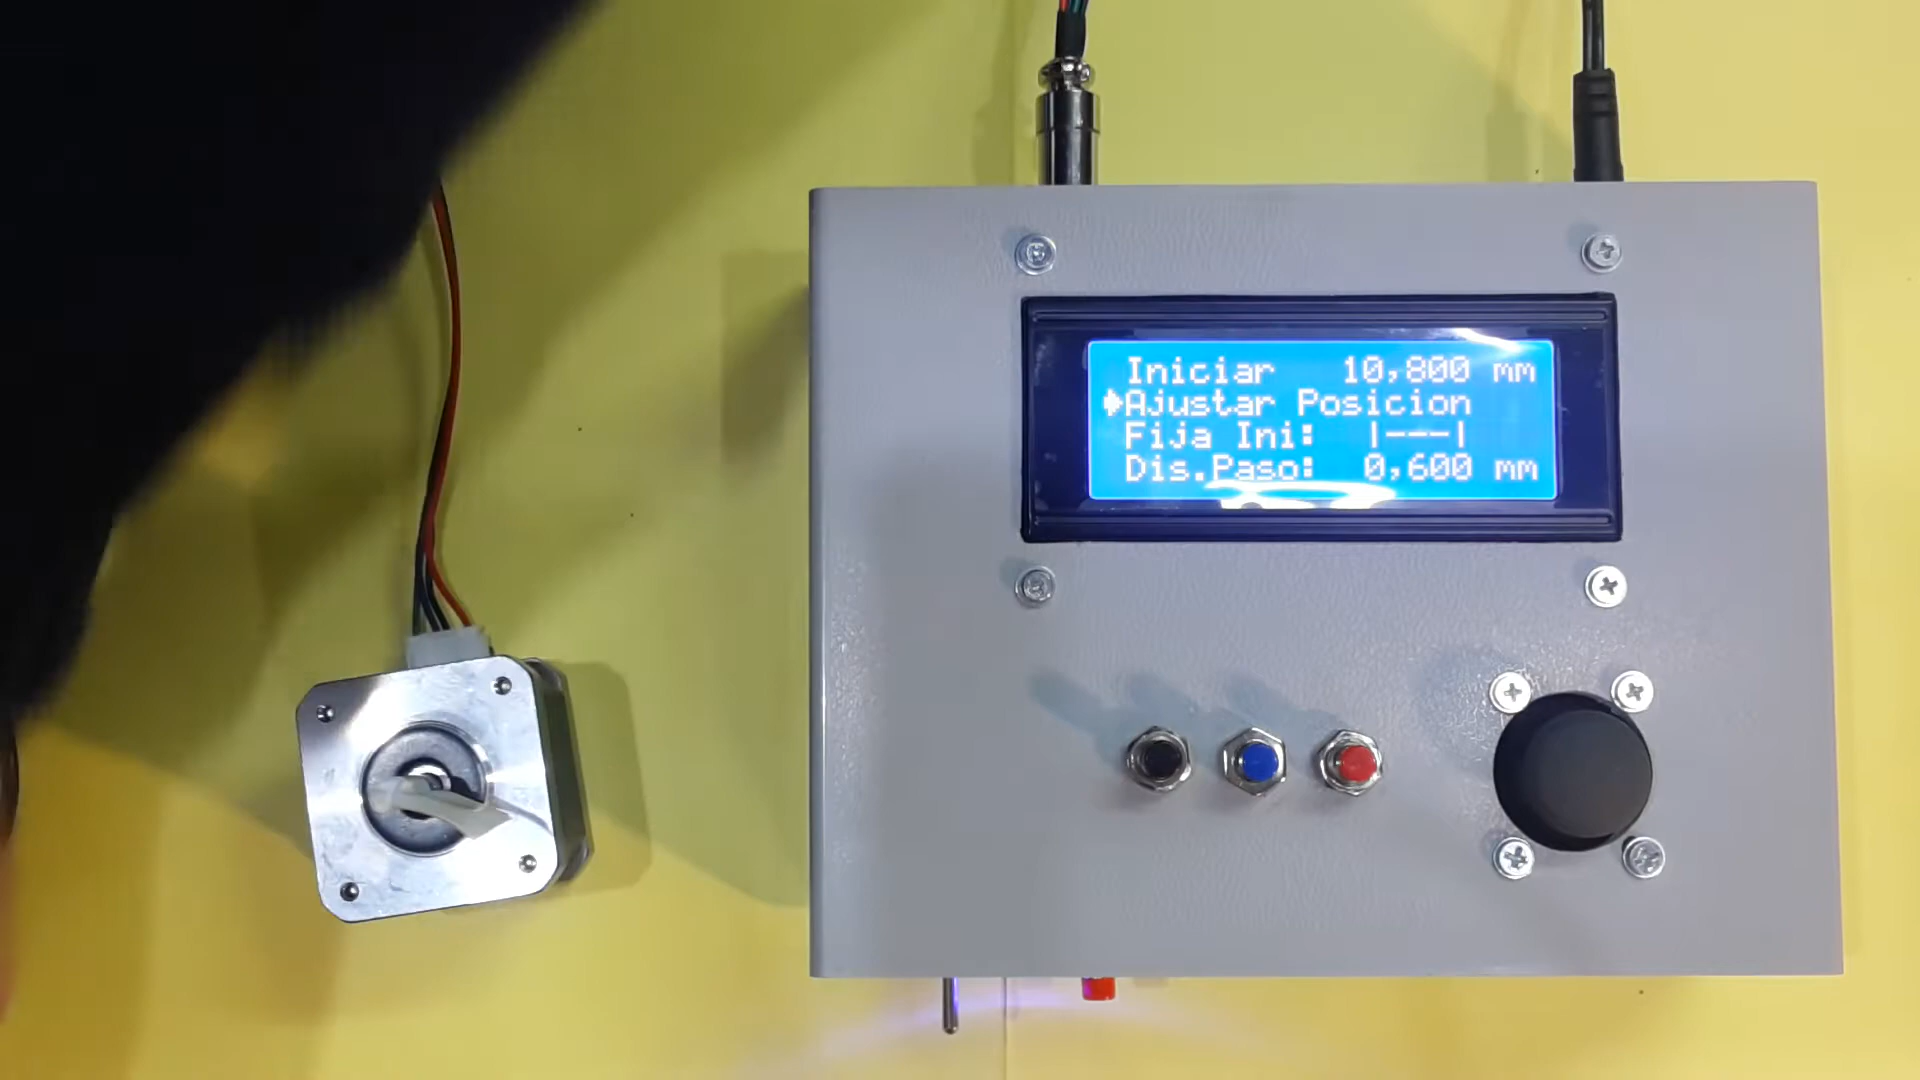 Iniciar 10,800 mm
Ajustar Posicion
Fija Ini: |---|
Dis.Paso: 0,600 mm